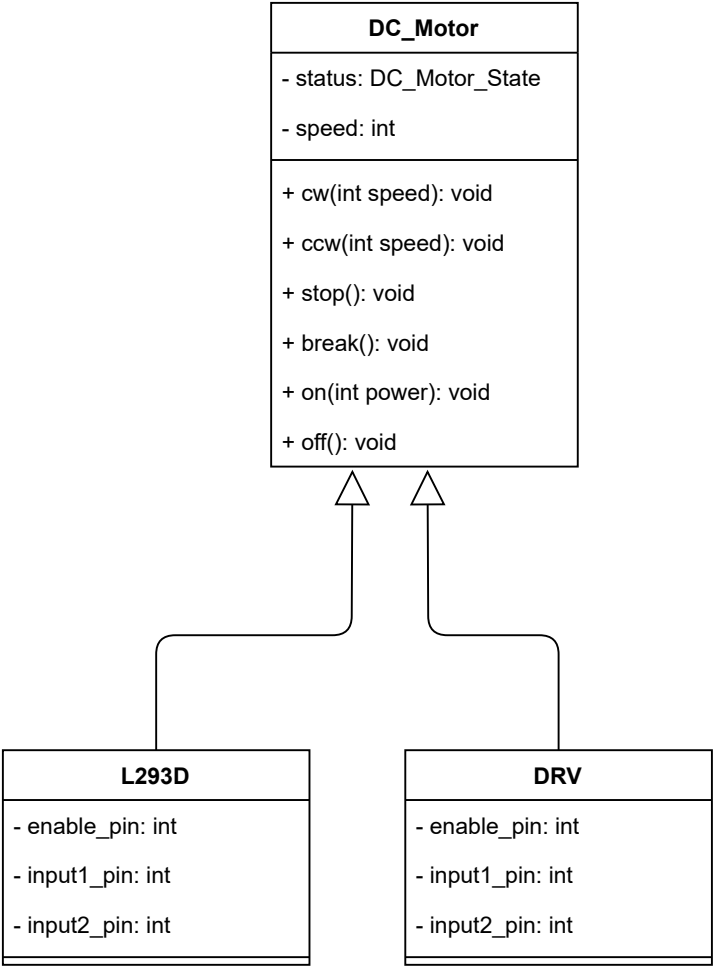 DC_Motor
- status: DC_Motor_State
- speed: int
+ cw(int speed): void
+ ccw(int speed): void
+ stop(): void
+ break(): void
+ on(int power): void
+ off(): void
L293D
- enable_pin: int
- input1_pin: int
- input2_pin: int
DRV
- enable_pin: int
- input1_pin: int
- input2_pin: int